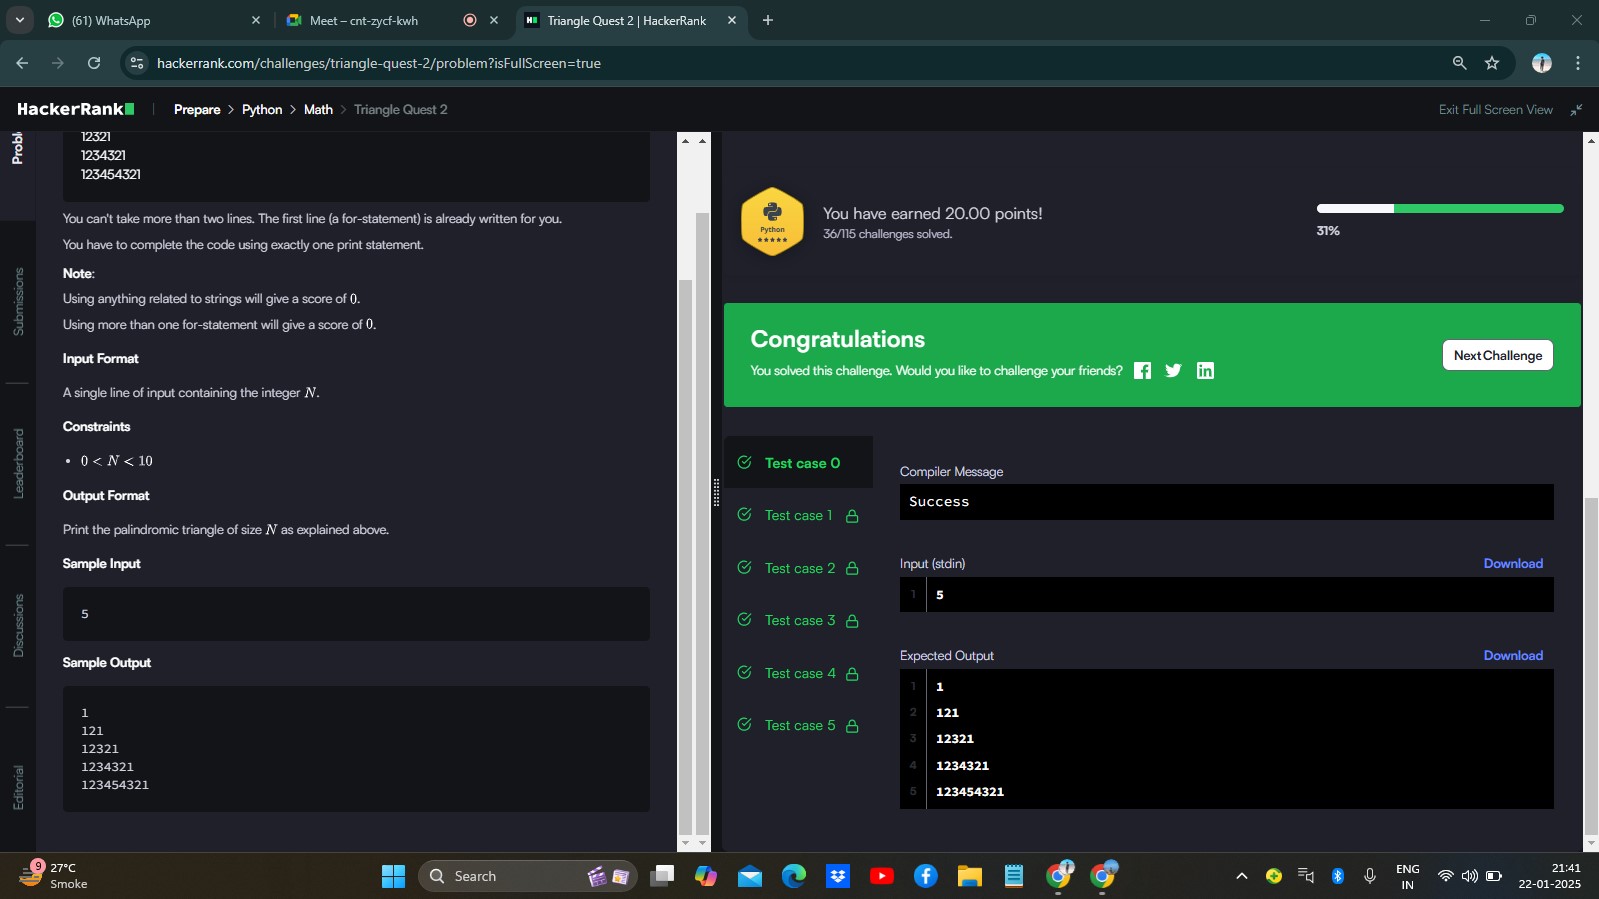 (61) WhatsApp
Meet – cnt-zycf-kwh
Triangle Quest 2 | HackerRank
hackerrank.com/challenges/triangle-quest-2/problem?isFullScreen=true
HackerRank
Prepare > Python > Math > Triangle Quest 2
Exit Full Screen View
Probl
Submissions
Leaderboard
Discussions
Editorial
12321
1234321
123454321
You can't take more than two lines. The first line (a for-statement) is already written for you.
You have to complete the code using exactly one print statement.
Note:
Using anything related to strings will give a score of 0.
Using more than one for-statement will give a score of 0.
Input Format
A single line of input containing the integer N.
Constraints
• 0 < N < 10
Output Format
Print the palindromic triangle of size N as explained above.
Sample Input
5
Sample Output
1
121
12321
1234321
123454321
Python
You have earned 20.00 points!
36/115 challenges solved.
31%
Congratulations
You solved this challenge. Would you like to challenge your friends?
Next Challenge
Test case 0
Test case 1
Test case 2
Test case 3
Test case 4
Test case 5
Compiler Message
Success
Input (stdin)
Download
1 5
Expected Output
Download
1 1
2 121
3 12321
4 1234321
5 123454321
9
27°C
Smoke
Search
ENG
IN
21:41
22-01-2025